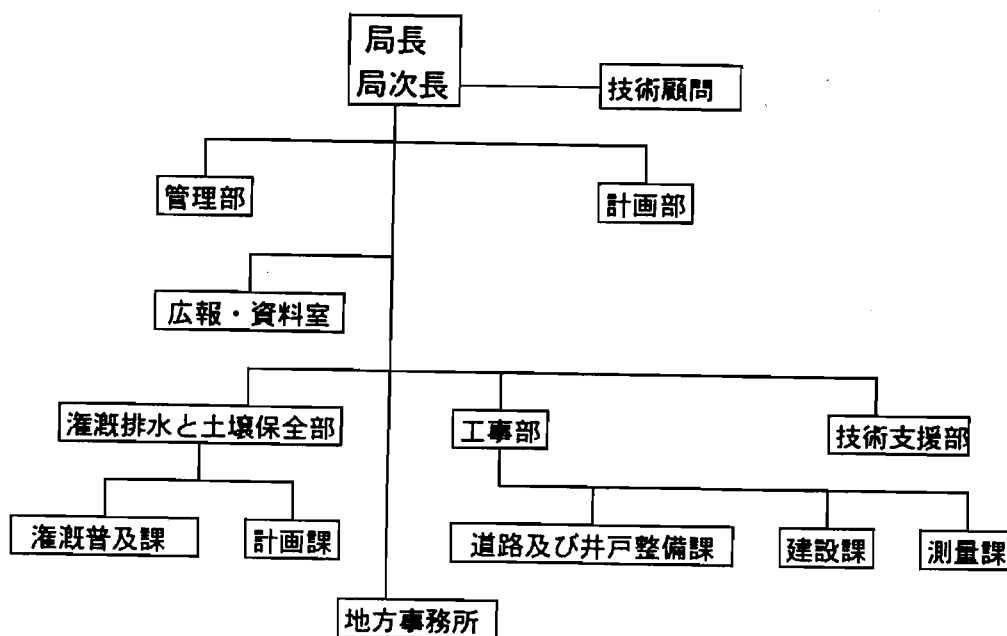 局長
局次長
技術顧問
管理部
計画部
広報・資料室
潅漑排水と土壌保全部
工事部
技術支援部
潅漑普及課
計画課
道路及び井戸整備課
建設課
測量課
地方事務所